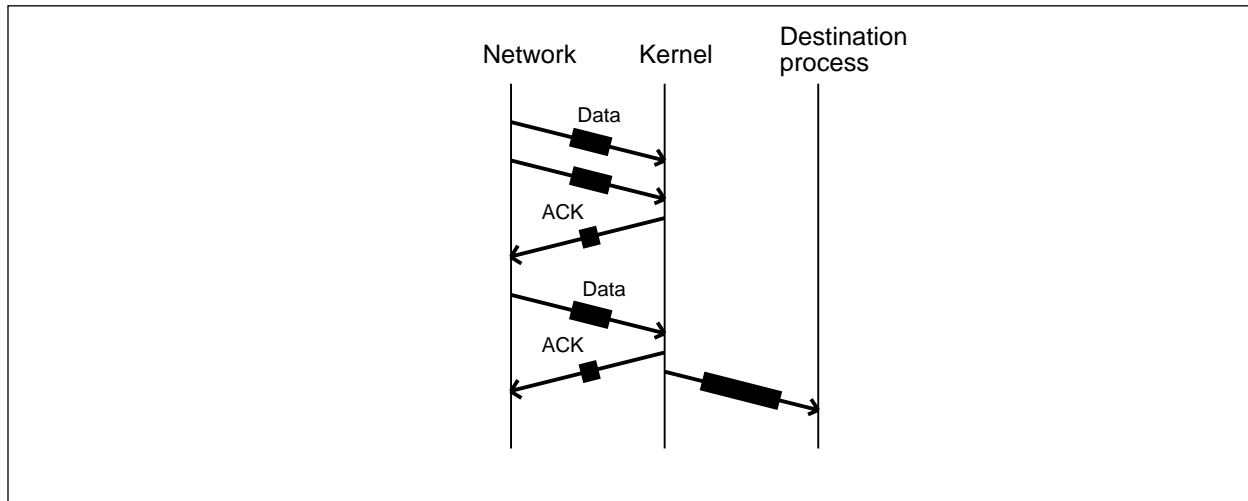 Network
Kernel
Destination
process
Data
ACK
Data
ACK